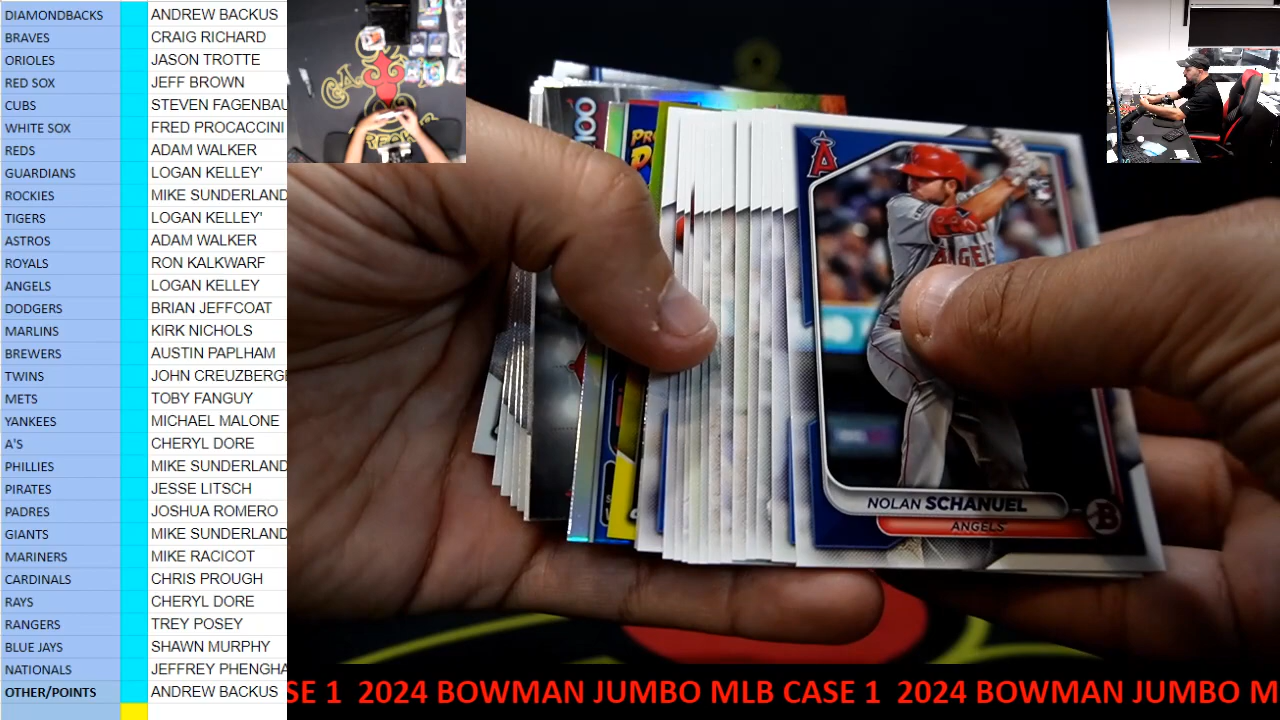 DIAMONDBACKS ANDREW BACKUS
BRAVES CRAIG RICHARD
ORIOLES JASON TROTTE
RED SOX JEFF BROWN
CUBS STEVEN FAGENBAU
WHITE SOX FRED PROCACCINI
REDS ADAM WALKER
GUARDIANS LOGAN KELLEY'
ROCKIES MIKE SUNDERLAND
TIGERS LOGAN KELLEY'
ASTROS ADAM WALKER
ROYALS RON KALKWARF
ANGELS LOGAN KELLEY
DODGERS BRIAN JEFFCOAT
MARLINS KIRK NICHOLS
BREWERS AUSTIN PAPLHAM
TWINS JOHN CREUZBERGE
METS TOBY FANGUY
YANKEES MICHAEL MALONE
A'S CHERYL DORE
PHILLIES MIKE SUNDERLAND
PIRATES JESSE LITSCH
PADRES JOSHUA ROMERO
GIANTS MIKE SUNDERLAND
MARINERS MIKE RACICOT
CARDINALS CHRIS PROUGH
RAYS CHERYL DORE
RANGERS TREY POSEY
BLUE JAYS SHAWN MURPHY
NATIONALS JEFFREY PHENGHA
OTHER/POINTS ANDREW BACKUS
100
A
ANGELS
NOLAN SCHANUEL
ANGELS
B
SE 1 2024 BOWMAN JUMBO MLB CASE 1 2024 BOWMAN JUMBO M